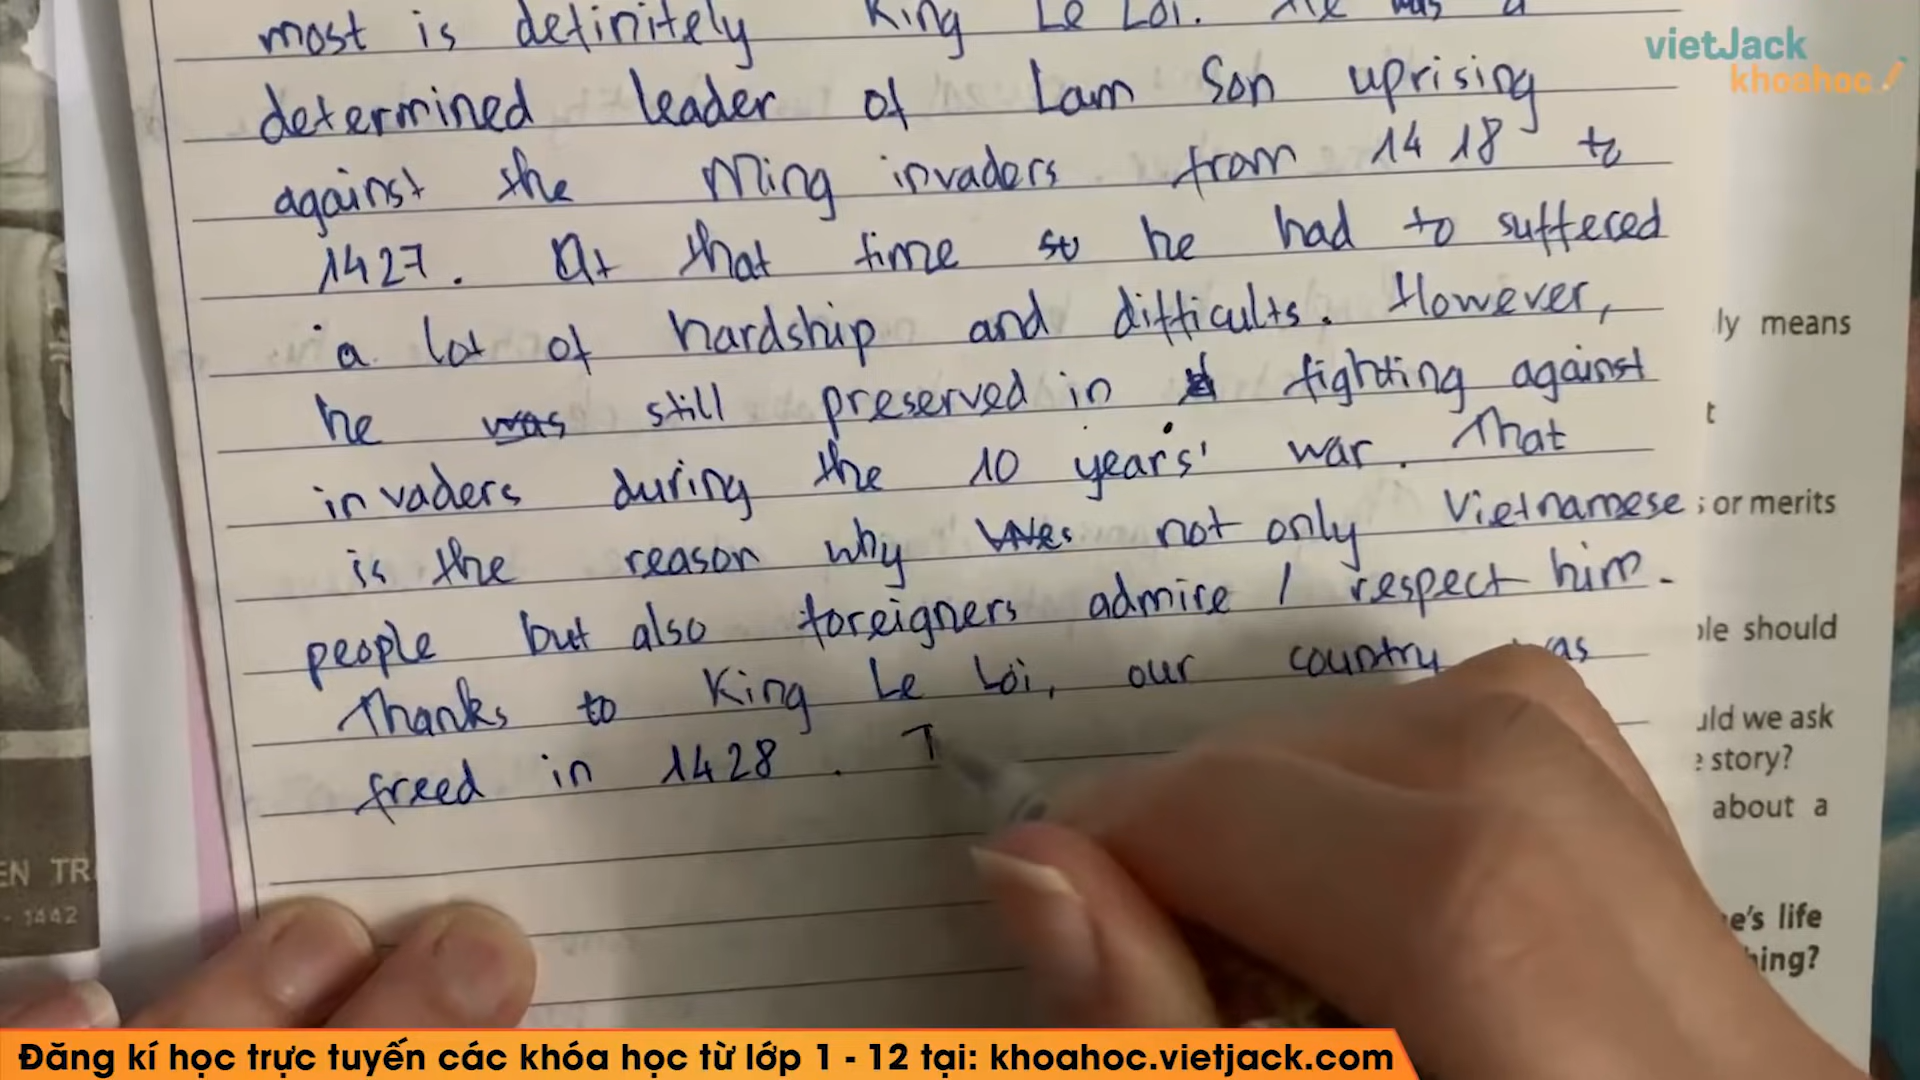 most is definitely King Le Loi. He was a
determined leader of Lam Son uprising
against the Ming invaders from 1418 to
1427. At that time so he had to suffered
a lot of hardship and difficults. However,
he was still preserved in fighting against
invaders during the 10 years' war. That
is the reason why not only Vietnamese
people but also foreigners admire / respect him.
Thanks to King Le Loi, our country was
freed in 1428. T
vietJack
khoahoc
ly means
t
s or merits
ple should
uld we ask
e story?
about a
e's life
hing?
EN TR
- 1442
Đăng kí học trực tuyến các khóa học từ lớp 1 - 12 tại: khoahoc.vietjack.com